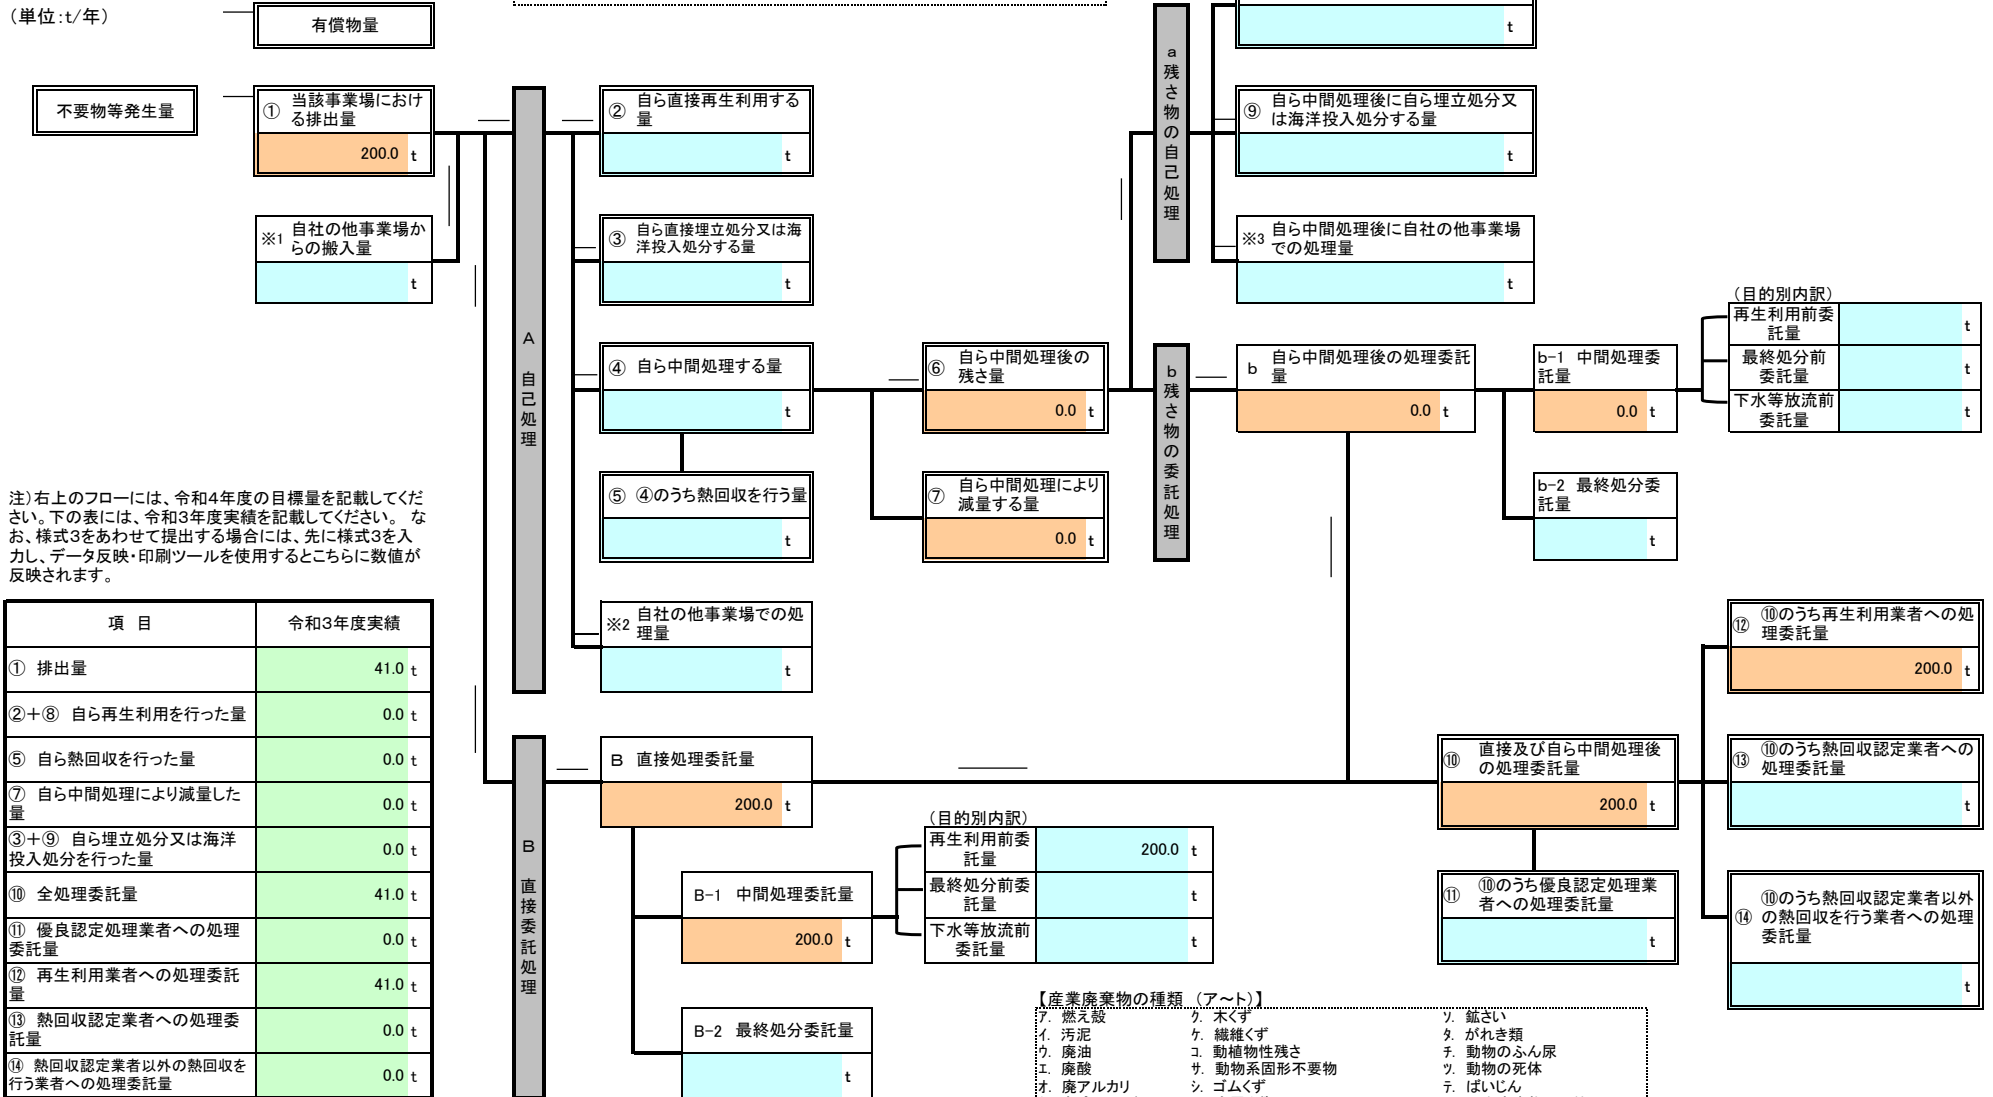 （単位：t/年）
有償物量
t
不要物等発生量
① 当該事業場におけ
る排出量
200.0 t
※1 自社の他事業場か
らの搬入量
t
A 自己処理
② 自ら直接再生利用する
量
t
③ 自ら直接埋立処分又は海
洋投入処分する量
t
④ 自ら中間処理する量
t
⑤ ④のうち熱回収を行う量
t
※2 自社の他事業場での処
理量
t
⑥ 自ら中間処理後の
残さ量
0.0 t
⑦ 自ら中間処理により
減量する量
0.0 t
a 残さ物の自己処理
⑨ 自ら中間処理後に自ら埋立処分又
は海洋投入処分する量
t
※3 自ら中間処理後に自社の他事業場
での処理量
t
b 残さ物の委託処理
b 自ら中間処理後の処理委託
量
0.0 t
b-1 中間処理委
託量
0.0 t
（目的別内訳）
再生利用前委
託量
t
最終処分前
委託量
t
下水等放流前
委託量
t
b-2 最終処分委
託量
t
注）右上のフローには、令和4年度の目標量を記載してくだ
さい。下の表には、令和3年度実績を記載してください。 な
お、様式3をあわせて提出する場合には、先に様式3を入
力し、データ反映・印刷ツールを使用するとこちらに数値が
反映されます。
項 目 令和3年度実績
① 排出量 41.0 t
②＋⑧ 自ら再生利用を行った量 0.0 t
⑤ 自ら熱回収を行った量 0.0 t
⑦ 自ら中間処理により減量した
量 0.0 t
③＋⑨ 自ら埋立処分又は海洋
投入処分を行った量 0.0 t
⑩ 全処理委託量 41.0 t
⑪ 優良認定処理業者への処理
委託量 0.0 t
⑫ 再生利用業者への処理委託
量 41.0 t
⑬ 熱回収認定業者への処理委
託量 0.0 t
⑭ 熱回収認定業者以外の熱回収を
行う業者への処理委託量 0.0 t
B 直接委託処理
B 直接処理委託量
200.0 t
B-1 中間処理委託量
200.0 t
（目的別内訳）
再生利用前委
託量
200.0 t
最終処分前委
託量
t
下水等放流前
委託量
t
B-2 最終処分委託量
t
⑩ 直接及び自ら中間処理後
の処理委託量
200.0 t
⑪ ⑩のうち優良認定処理業
者への処理委託量
t
⑫ ⑩のうち再生利用業者への処
理委託量
200.0 t
⑬ ⑩のうち熱回収認定業者への
処理委託量
t
⑭ ⑩のうち熱回収認定業者以外
の熱回収を行う業者への処理
委託量
t
【産業廃棄物の種類 （ア～ト）】
ア. 燃え殻 ク. 木くず ソ. 鉱さい
イ. 汚泥 ケ. 繊維くず タ. がれき類
ウ. 廃油 コ. 動植物性残さ チ. 動物のふん尿
エ. 廃酸 サ. 動物系固形不要物 ツ. 動物の死体
オ. 廃アルカリ シ. ゴムくず テ. ばいじん